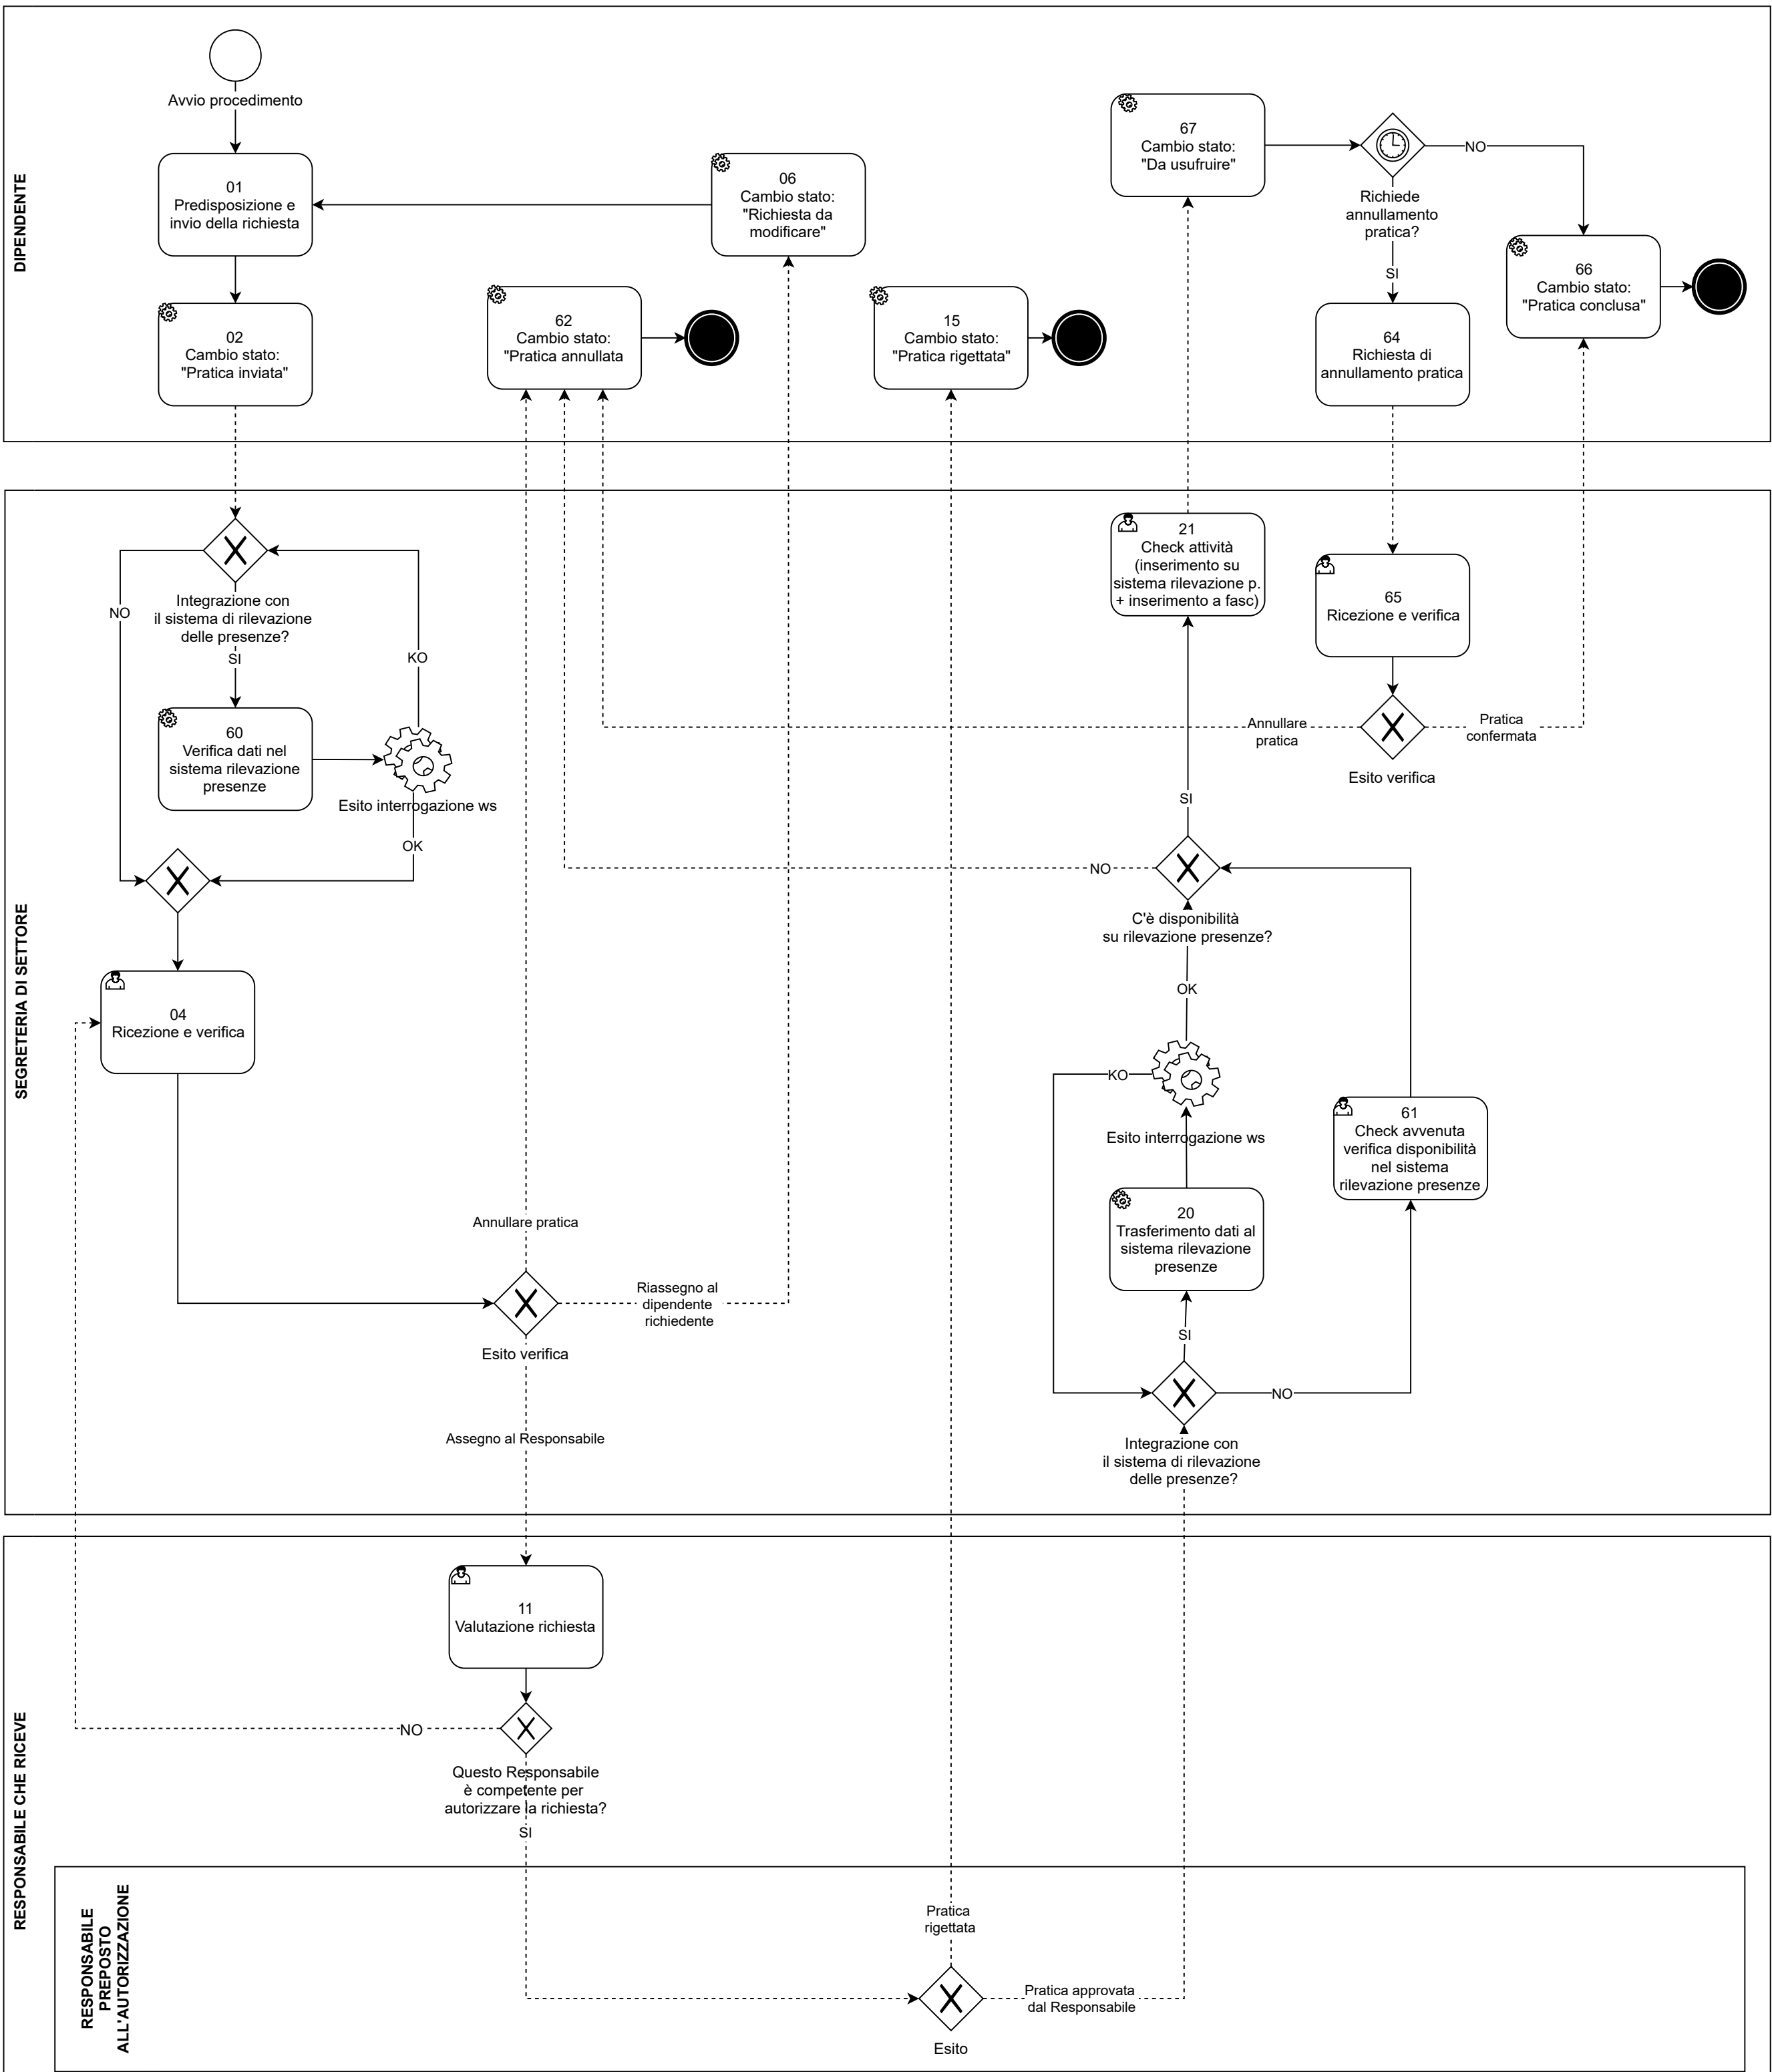 DIPENDENTE
Avvio procedimento
01
Predisposizione e
invio della richiesta
02
Cambio stato:
"Pratica inviata"
06
Cambio stato:
"Richiesta da
modificare"
62
Cambio stato:
"Pratica annullata
15
Cambio stato:
"Pratica rigettata"
67
Cambio stato:
"Da usufruire"
NO
Richiede
annullamento
pratica?
SI
64
Richiesta di
annullamento pratica
66
Cambio stato:
"Pratica conclusa"
SEGRETERIA DI SETTORE
NO
Integrazione con
il sistema di rilevazione
delle presenze?
SI
KO
60
Verifica dati nel
sistema rilevazione
presenze
Esito interrogazione ws
OK
04
Ricezione e verifica
Annullare pratica
Riassegno al
dipendente
richiedente
Esito verifica
Assegno al Responsabile
21
Check attività
(inserimento su
sistema rilevazione p.
+ inserimento a fasc)
65
Ricezione e verifica
Annullare
pratica
Pratica
confermata
Esito verifica
SI
NO
C'è disponibilità
su rilevazione presenze?
OK
KO
Esito interrogazione ws
61
Check avvenuta
verifica disponibilità
nel sistema
rilevazione presenze
20
Trasferimento dati al
sistema rilevazione
presenze
SI
NO
Integrazione con
il sistema di rilevazione
delle presenze?
RESPONSABILE CHE RICEVE
11
Valutazione richiesta
NO
Questo Responsabile
è competente per
autorizzare la richiesta?
SI
RESPONSABILE
PREPOSTO
ALL'AUTORIZZAZIONE
Pratica
rigettata
Pratica approvata
dal Responsabile
Esito